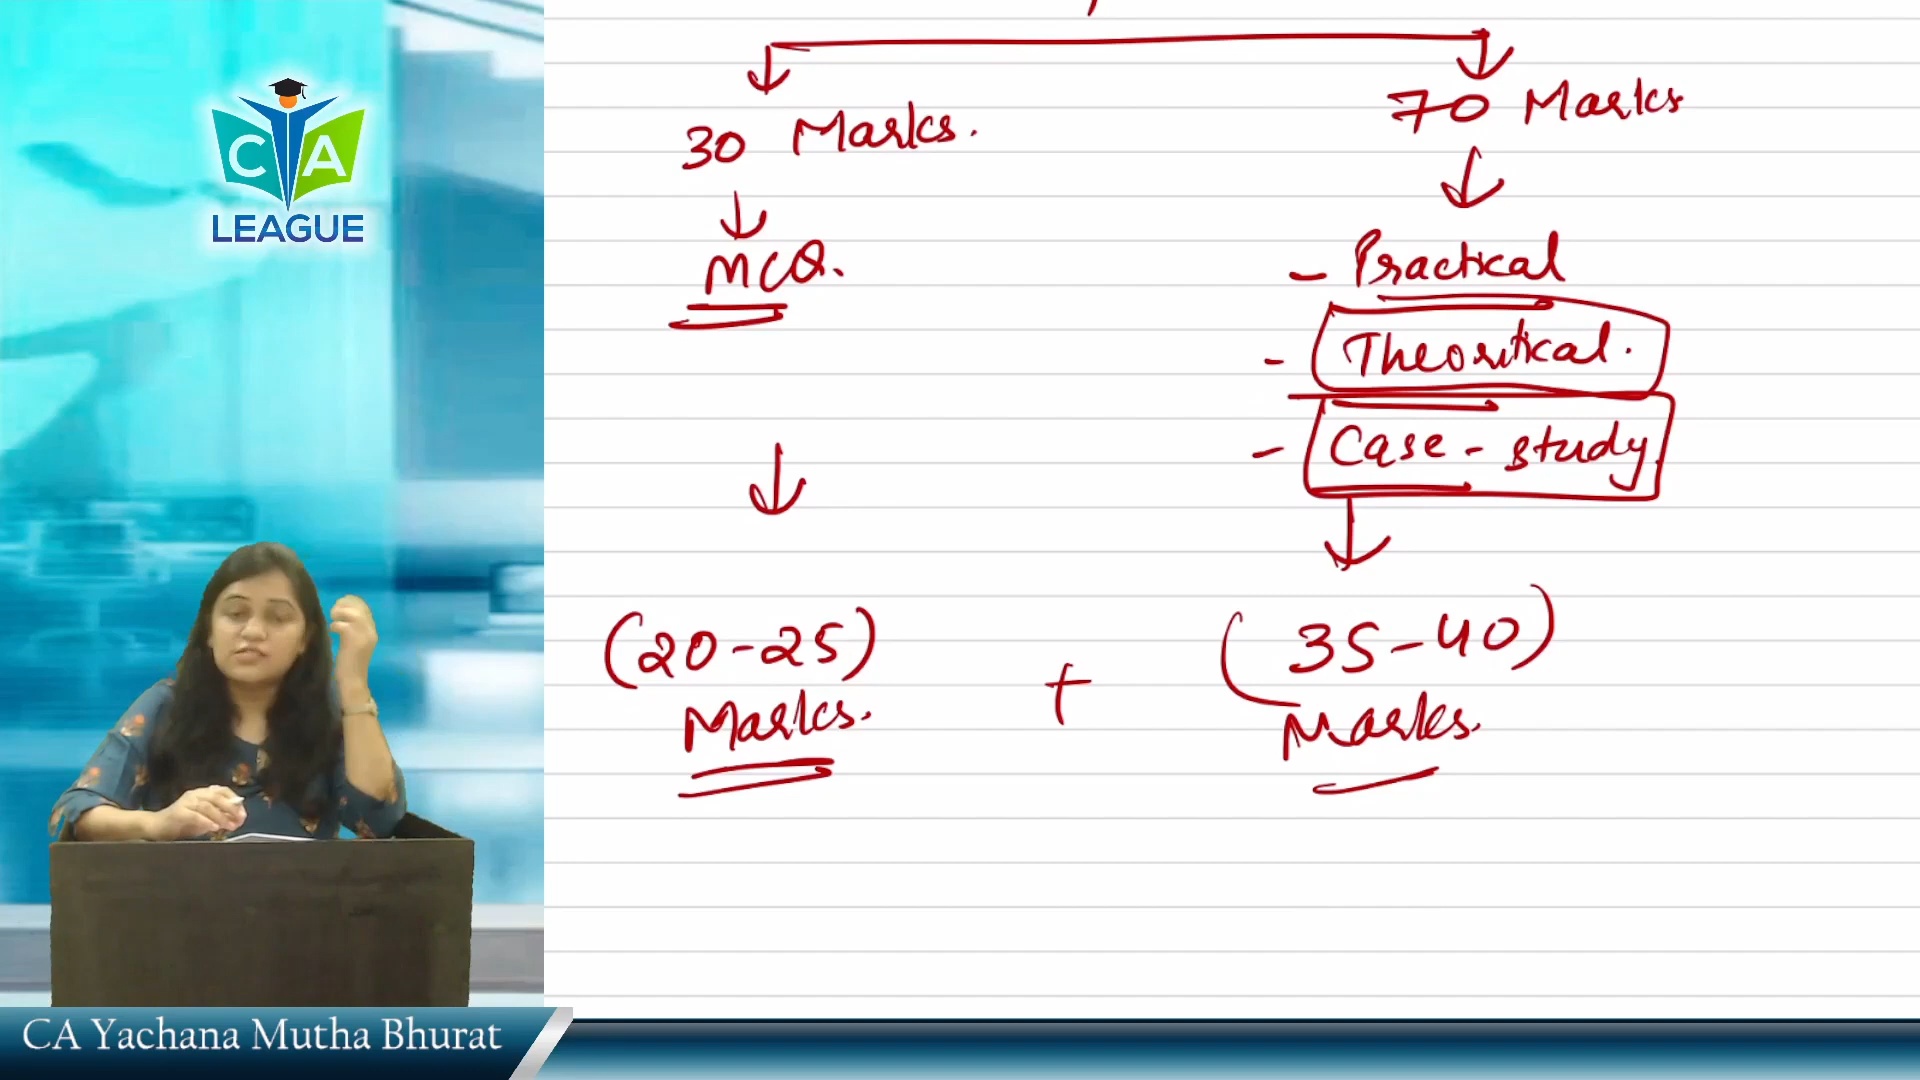 C A
LEAGUE
30 Marks.
70 Marks
MCQ.
- Practical
- Theoritical.
- Case - study
(20-25)
Marks.
+
(35-40)
Marks.
CA Yachana Mutha Bhurat